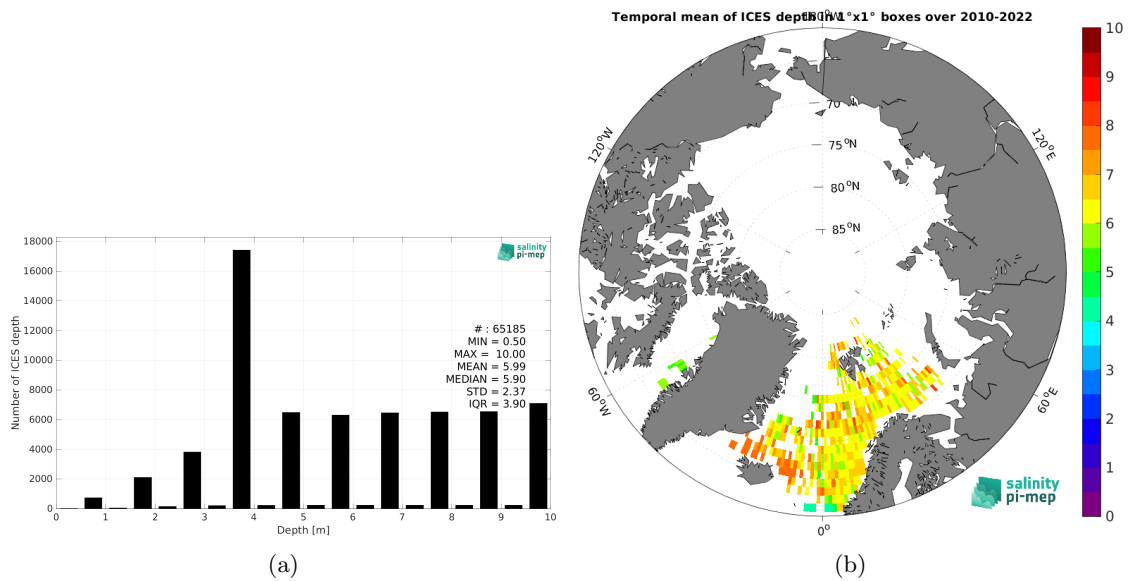 18000
16000
14000
12000
10000
8000
6000
4000
2000
0
Number of ICES depth
salinity
pi-mep
# : 65185
MIN = 0.50
MAX = 10.00
MEAN = 5.99
MEDIAN = 5.90
STD = 2.37
IQR = 3.90
0 1 2 3 4 5 6 7 8 9 10
Depth [m]
(a)
Temporal mean of ICES depth in 1°x1° boxes over 2010-2022
180°W
120°W
120°E
60°W
60°E
0°
70°N
75°N
80°N
85°N
salinity
pi-mep
10
9
8
7
6
5
4
3
2
1
0
(b)